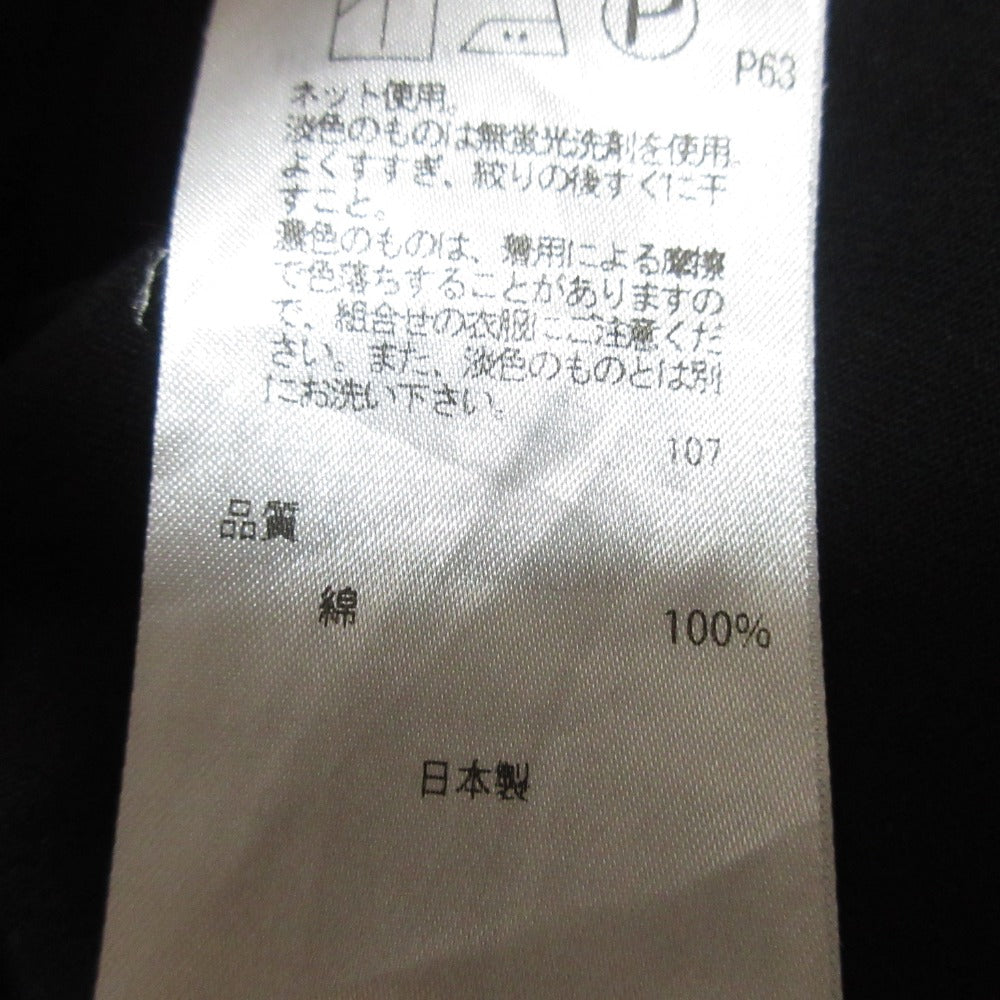 P
P63
ネット使用。
淡色のものは無蛍光洗剤を使用。
よくすすぎ、絞りの後すぐに干
すこと。
濃色のものは、着用による摩擦
で色落ちすることがありますの
で、組合せの衣服にご注意くだ
さい。また、淡色のものとは別
にお洗い下さい。
107
品質
綿 100%
日本製